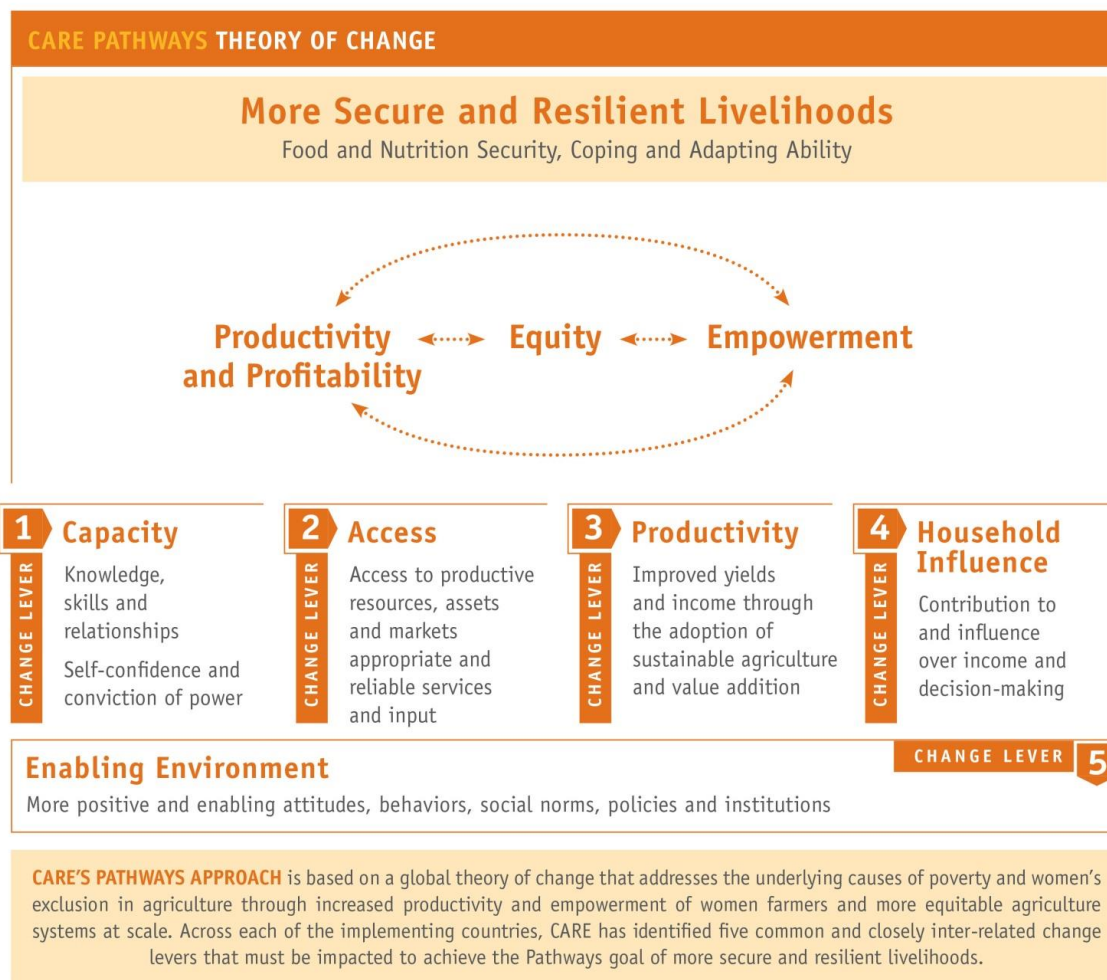 CARE PATHWAYS THEORY OF CHANGE
More Secure and Resilient Livelihoods
Food and Nutrition Security, Coping and Adapting Ability
Productivity
and Profitability
Equity
Empowerment
1
CHANGE LEVER
Capacity
Knowledge,
skills and
relationships
Self-confidence and
conviction of power
2
CHANGE LEVER
Access
Access to productive
resources, assets
and markets
appropriate and
reliable services
and input
3
CHANGE LEVER
Productivity
Improved yields
and income through
the adoption of
sustainable agriculture
and value addition
4
CHANGE LEVER
Household
Influence
Contribution to
and influence
over income and
decision-making
Enabling Environment
CHANGE LEVER 5
More positive and enabling attitudes, behaviors, social norms, policies and institutions
CARE'S PATHWAYS APPROACH is based on a global theory of change that addresses the underlying causes of poverty and women's
exclusion in agriculture through increased productivity and empowerment of women farmers and more equitable agriculture
systems at scale. Across each of the implementing countries, CARE has identified five common and closely inter-related change
levers that must be impacted to achieve the Pathways goal of more secure and resilient livelihoods.